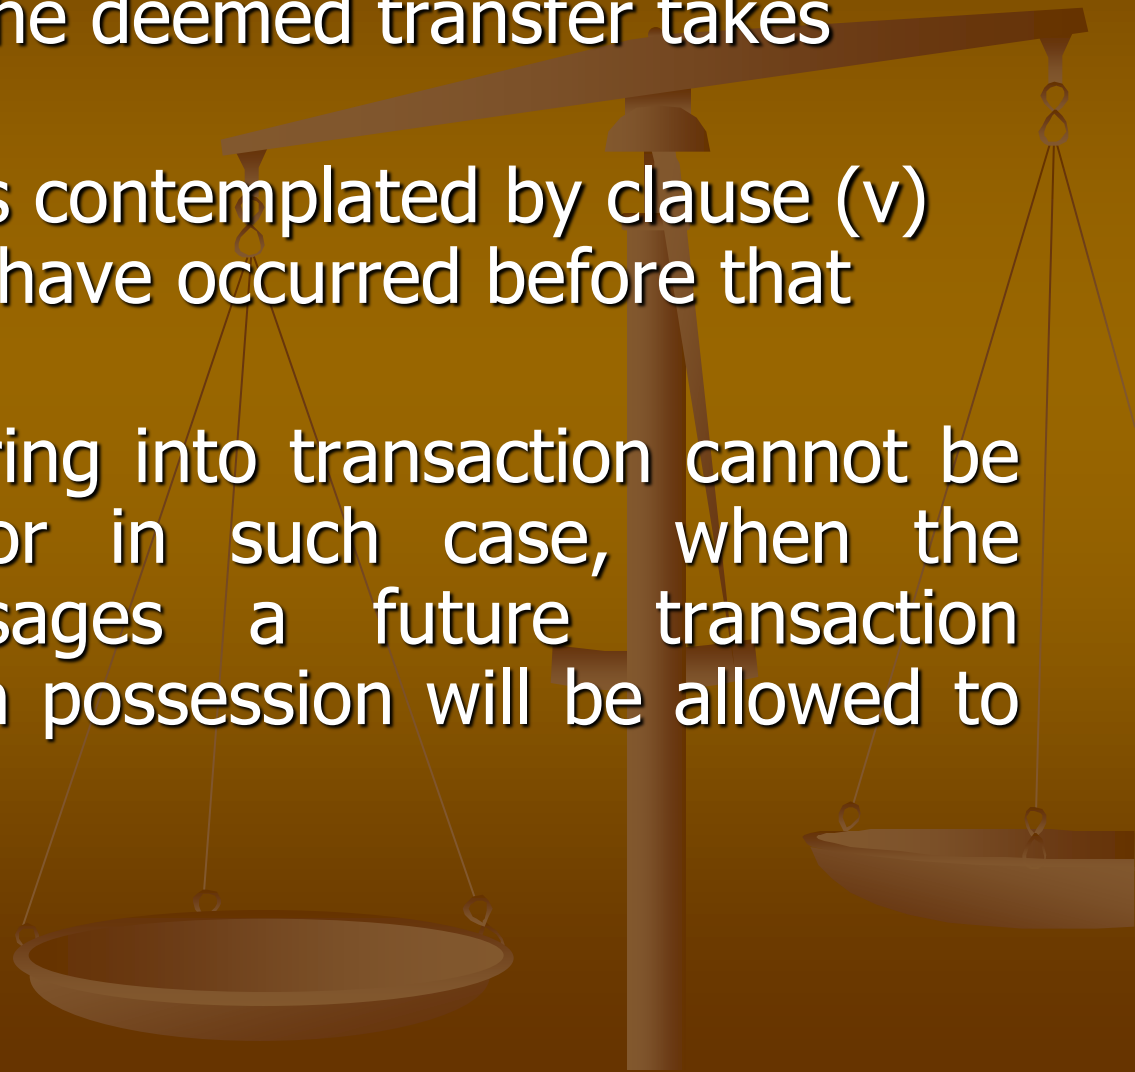 he deemed transfer takes
s contemplated by clause (v)
have occurred before that
ring into transaction cannot be
or in such case, when the
sages a future transaction
possession will be allowed to